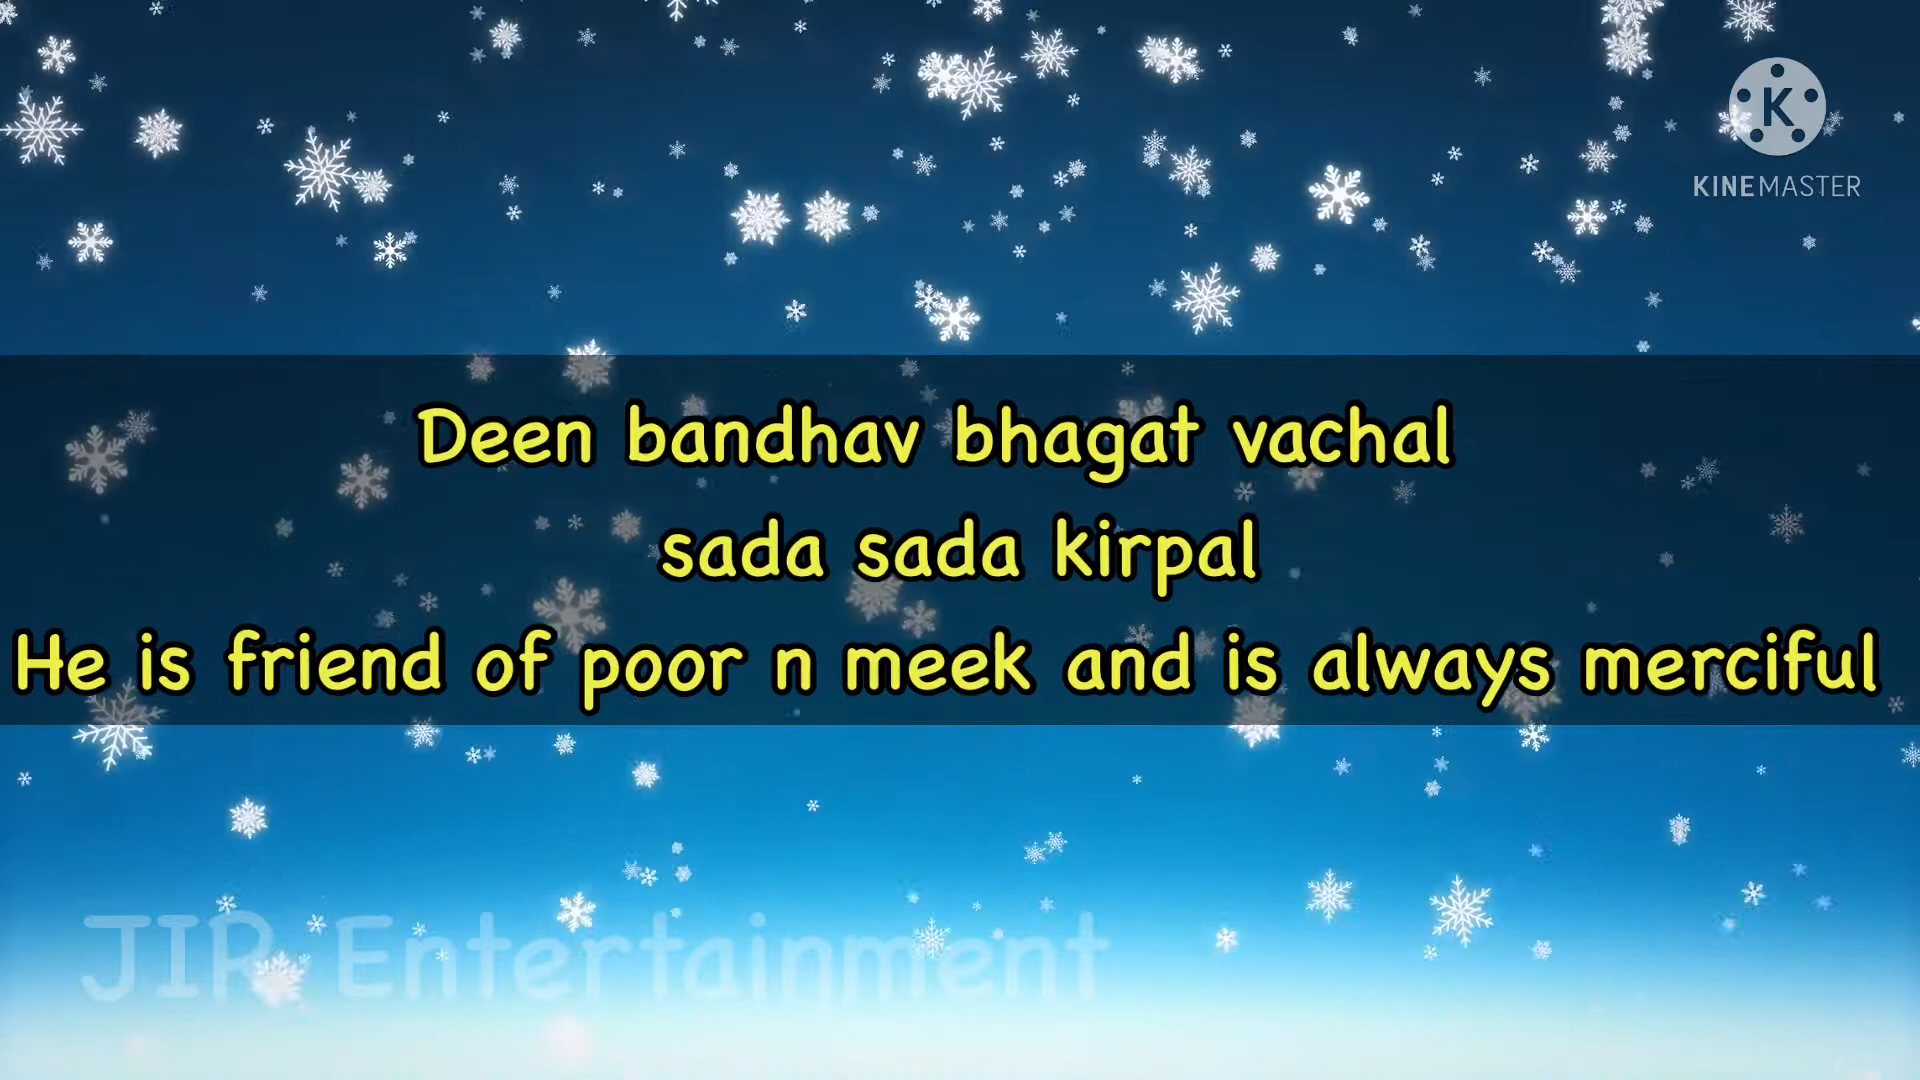 K
KINEMASTER
Deen bandhav bhagat vachal
sada sada kirpal
He is friend of poor n meek and is always merciful
JIR Entertainment